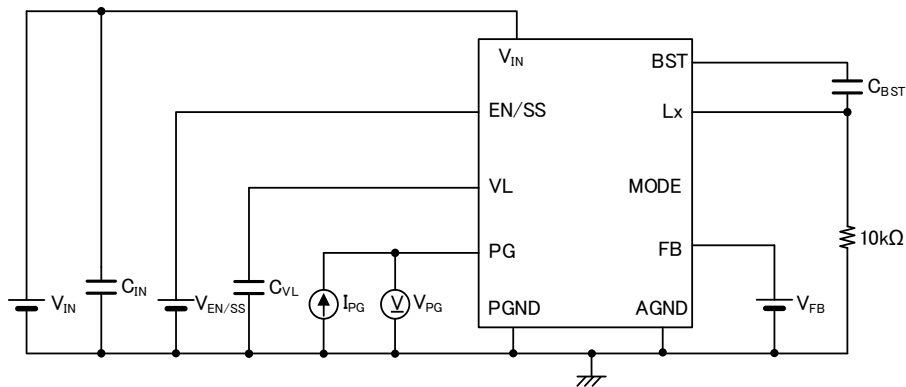 V_IN
BST
C_BST
EN/SS
Lx
VL
MODE
10kΩ
PG
FB
V_IN
C_IN
V_EN/SS
C_VL
I_PG
V
V_PG
PGND
AGND
V_FB